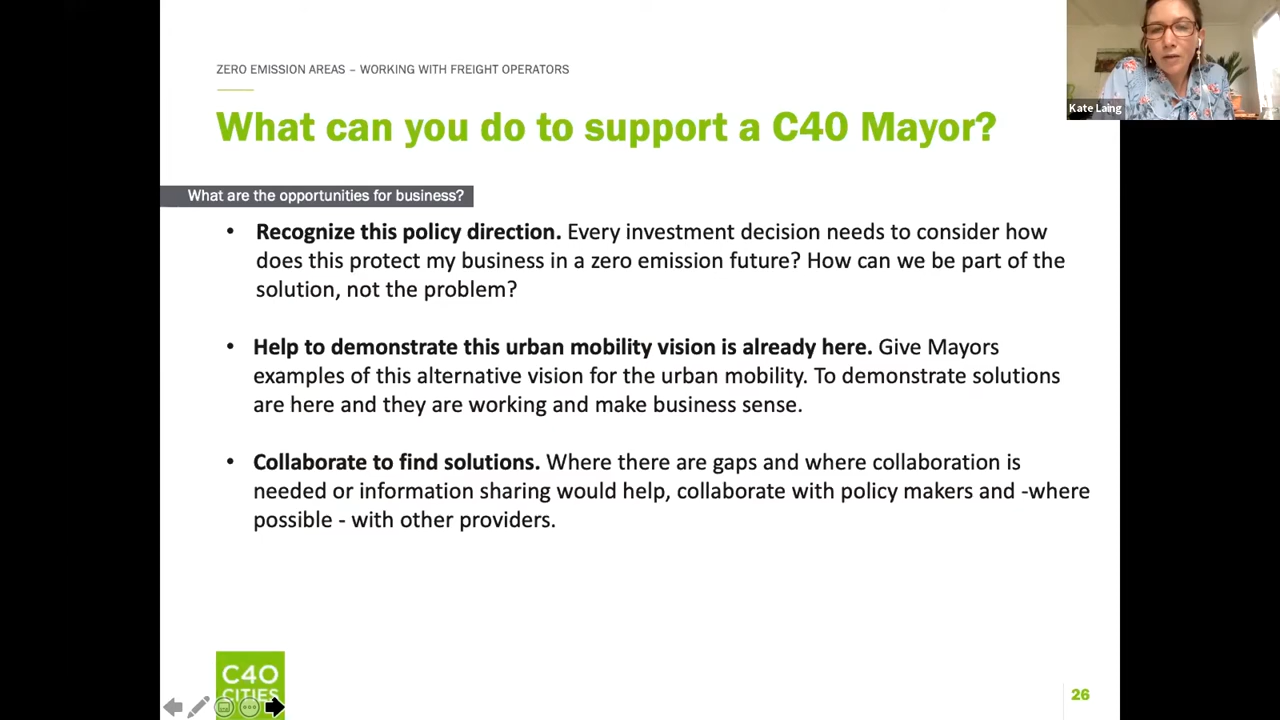 ZERO EMISSION AREAS – WORKING WITH FREIGHT OPERATORS
Kate Laing
What can you do to support a C40 Mayor?
What are the opportunities for business?
• Recognize this policy direction. Every investment decision needs to consider how
does this protect my business in a zero emission future? How can we be part of the
solution, not the problem?
• Help to demonstrate this urban mobility vision is already here. Give Mayors
examples of this alternative vision for the urban mobility. To demonstrate solutions
are here and they are working and make business sense.
• Collaborate to find solutions. Where there are gaps and where collaboration is
needed or information sharing would help, collaborate with policy makers and -where
possible - with other providers.
C40
CITIES
26